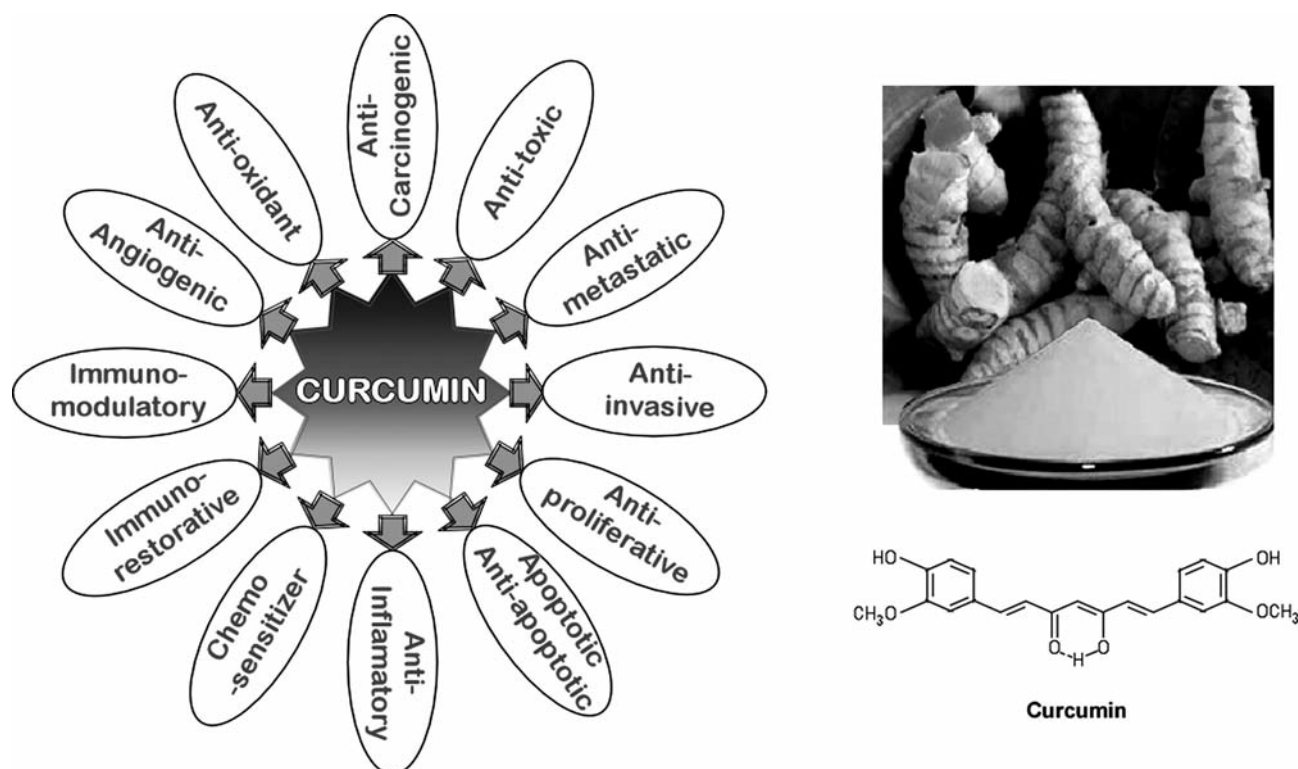 Anti-
Carcinogenic
Anti-toxic
Anti-
metastatic
Anti-
invasive
Anti-
proliferative
Apoptotic
Anti-apoptotic
Anti-
Inflamatory
Chemo
-sensitizer
Immuno-
restorative
Immuno-
modulatory
Anti-
Angiogenic
Anti-oxidant
CURCUMIN
HO
OH
CH3O
OCH3
O
H
O
Curcumin